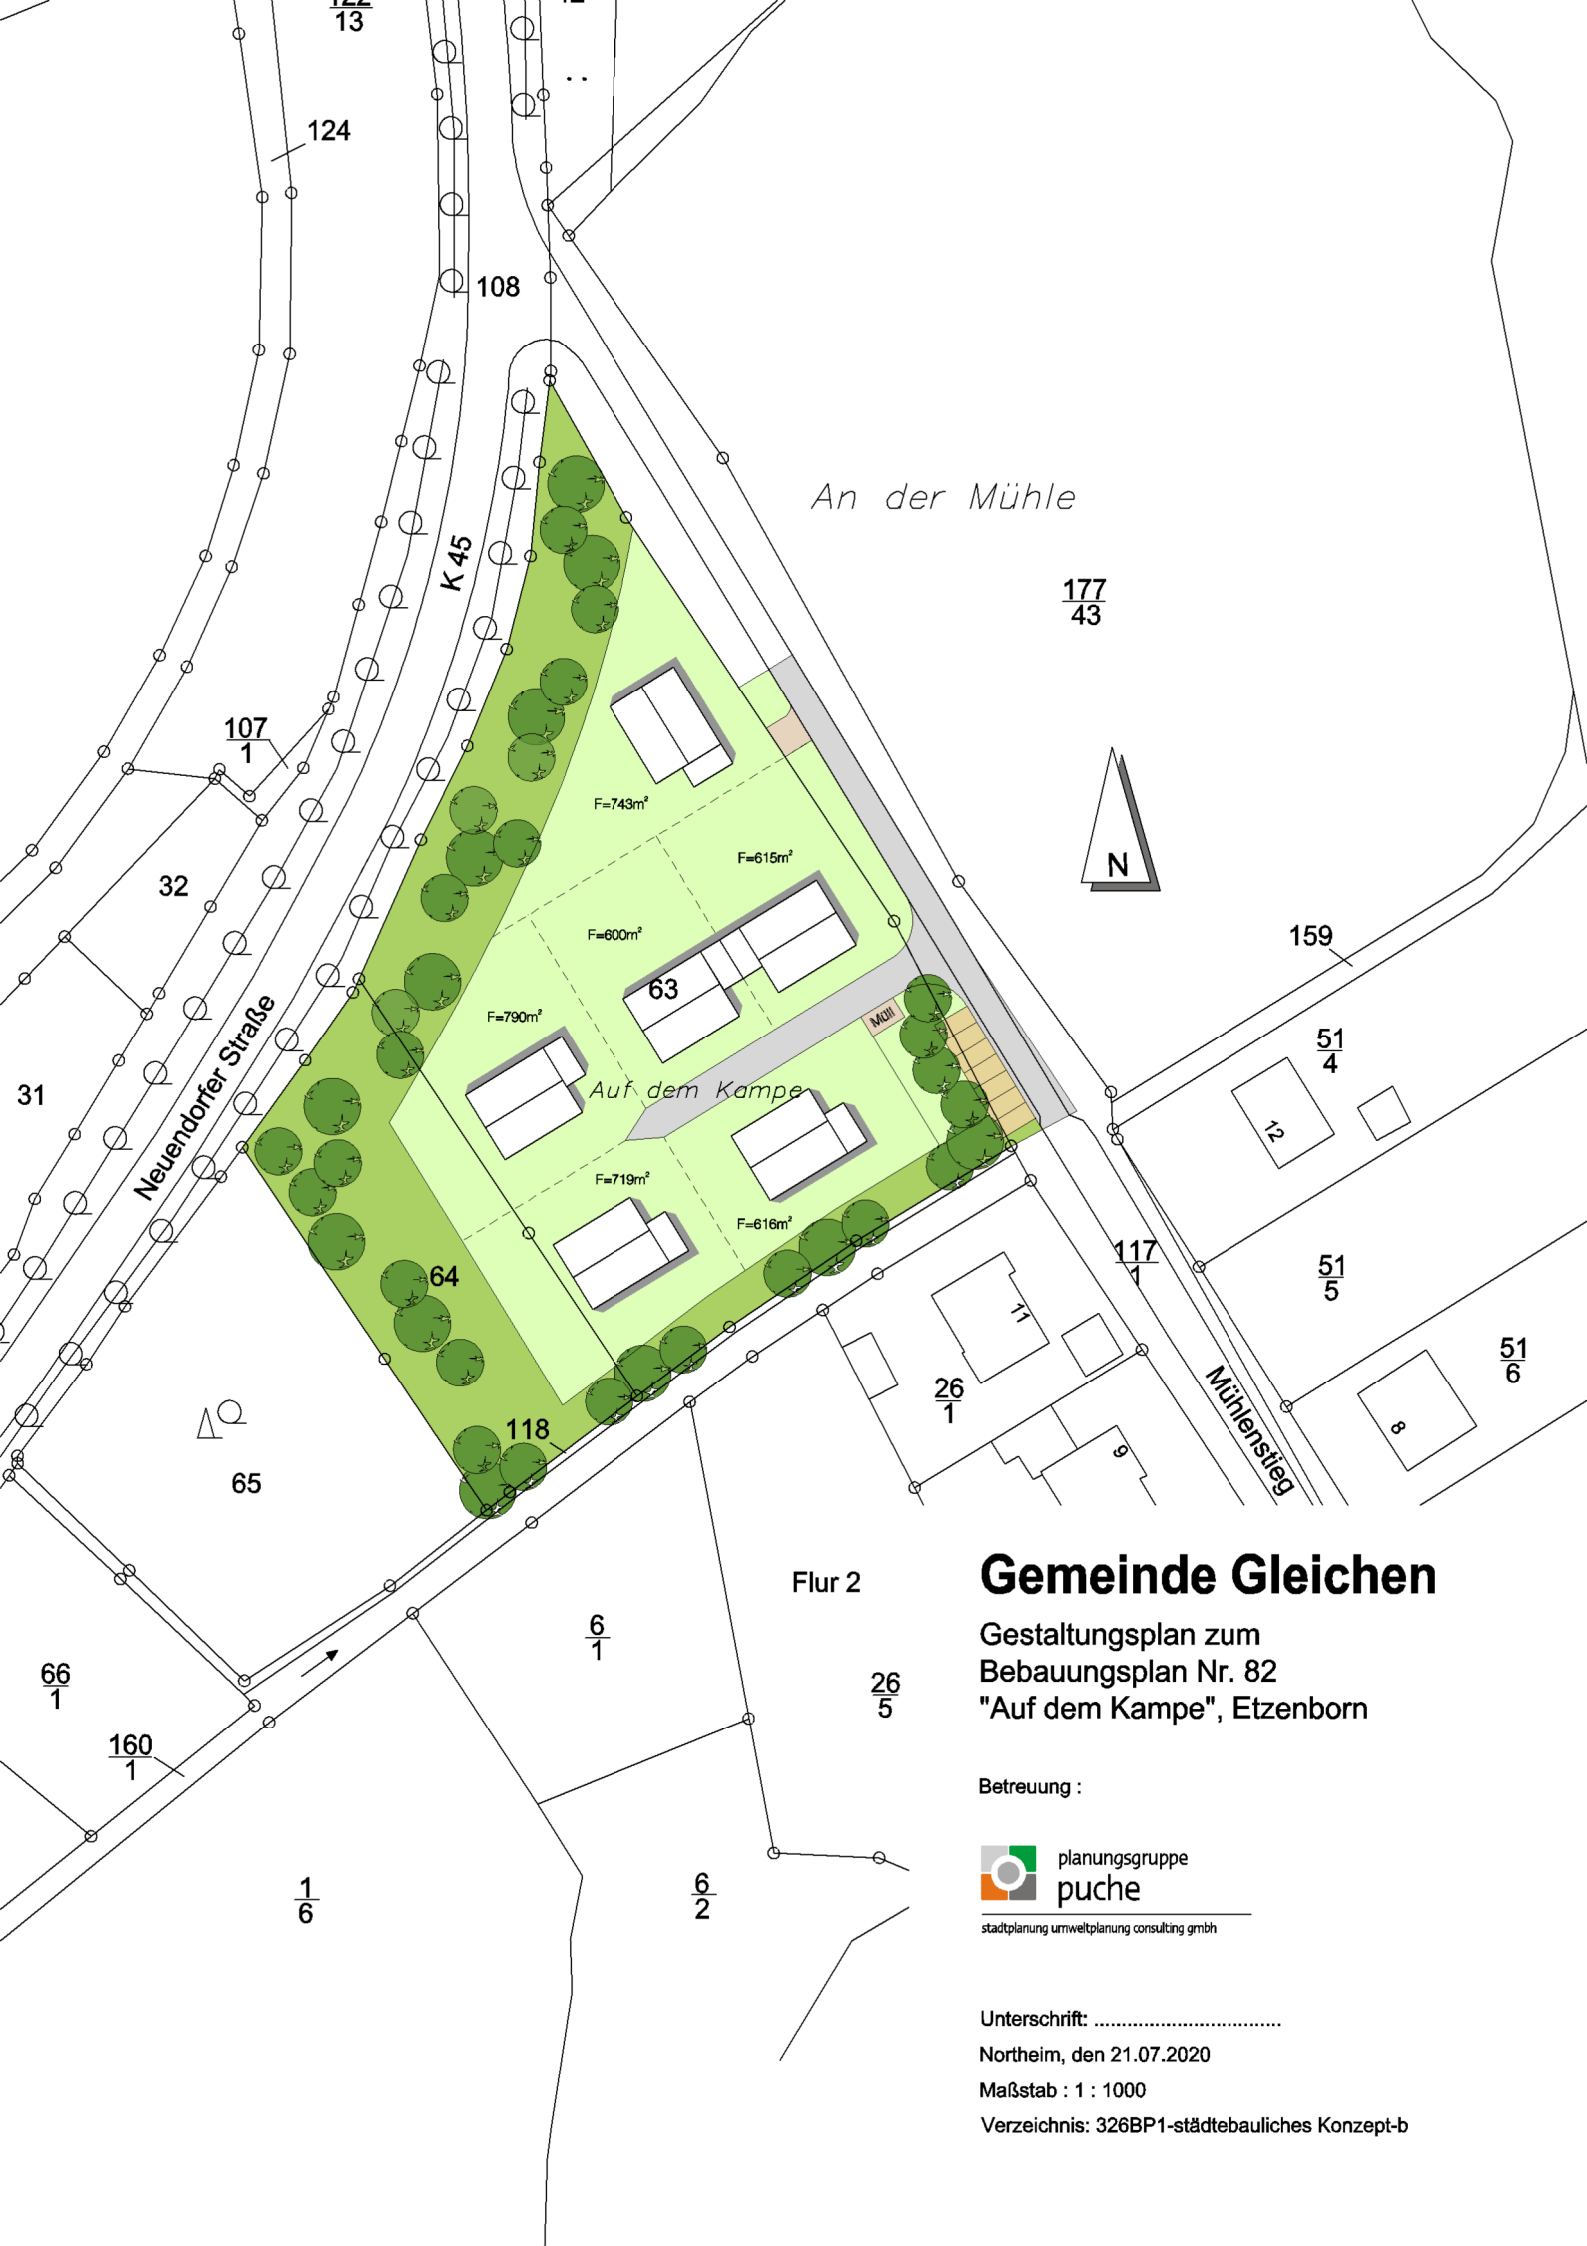 13
124
108
K 45
An der Mühle
177
43
107
1
32
F=743m²
F=615m²
F=600m²
63
F=790m²
Müll
Auf dem Kampe
N
159
31
Neuendorfer Straße
51
4
12
F=719m²
F=616m²
64
117
1
51
5
11
26
1
51
6
8
9
Mühlenstieg
118
65
Flur 2
6
1
26
5
66
1
160
1
1
6
6
2
Gemeinde Gleichen
Gestaltungsplan zum
Bebauungsplan Nr. 82
"Auf dem Kampe", Etzenborn
Betreuung :
planungsgruppe
puche
stadtplanung umweltplanung consulting gmbh
Unterschrift: ..................................
Northeim, den 21.07.2020
Maßstab : 1 : 1000
Verzeichnis: 326BP1-städtebauliches Konzept-b